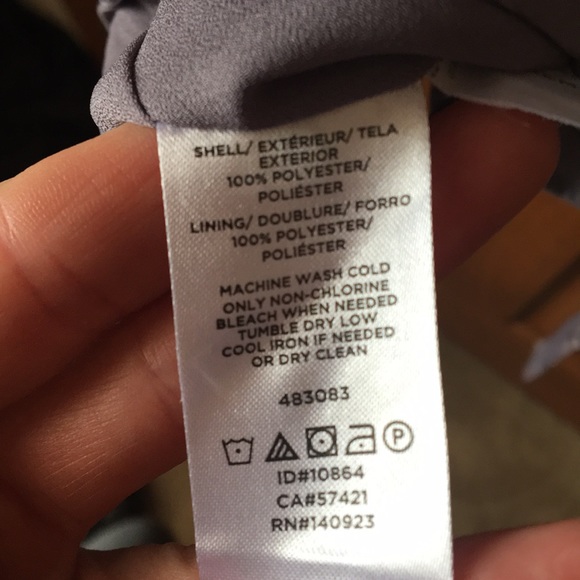 SHELL/ EXTÉRIEUR/ TELA
EXTERIOR
100% POLYESTER/
POLIÉSTER
LINING/ DOUBLURE/ FORRO
100% POLYESTER/
POLIÉSTER
MACHINE WASH COLD
ONLY NON-CHLORINE
BLEACH WHEN NEEDED
TUMBLE DRY LOW
COOL IRON IF NEEDED
OR DRY CLEAN
483083
P
ID#10864
CA#57421
RN#140923